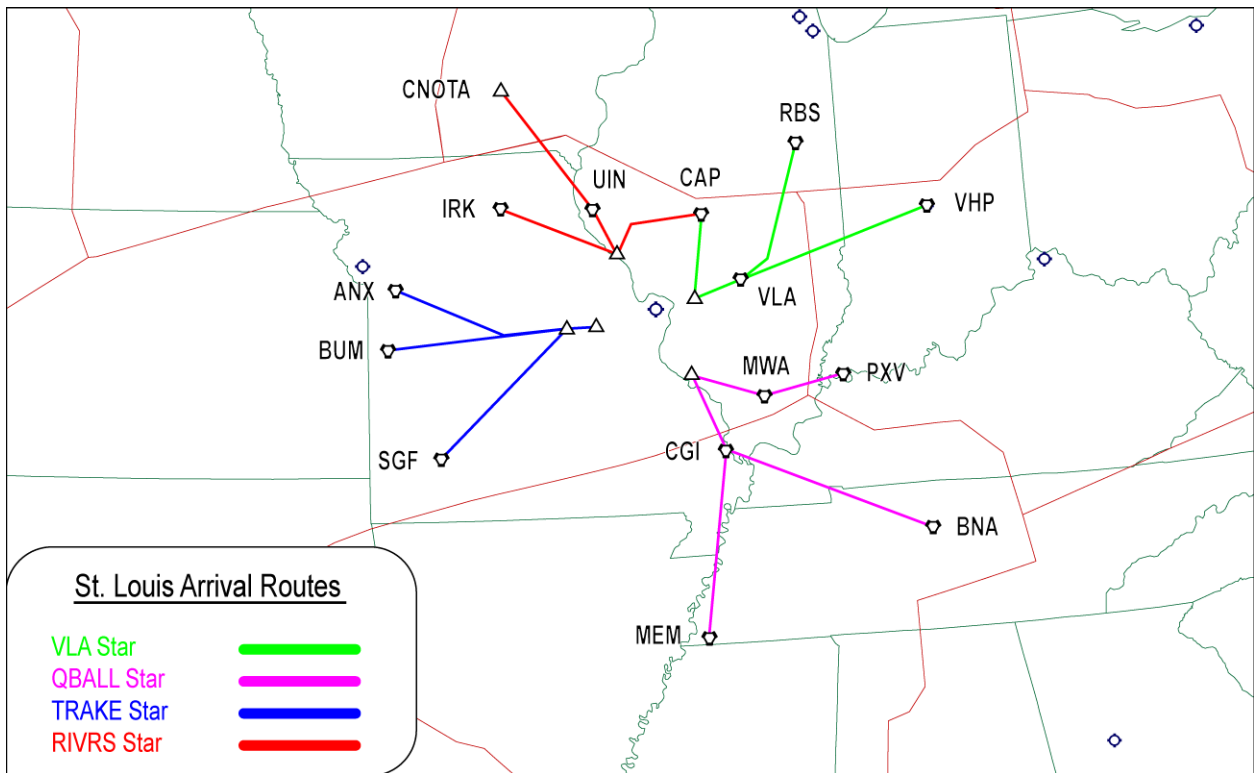 CNOTA
RBS
UIN
CAP
IRK
VHP
ANX
VLA
BUM
MWA
PXV
CGI
SGF
BNA
MEM
St. Louis Arrival Routes
VLA Star
QBALL Star
TRAKE Star
RIVRS Star